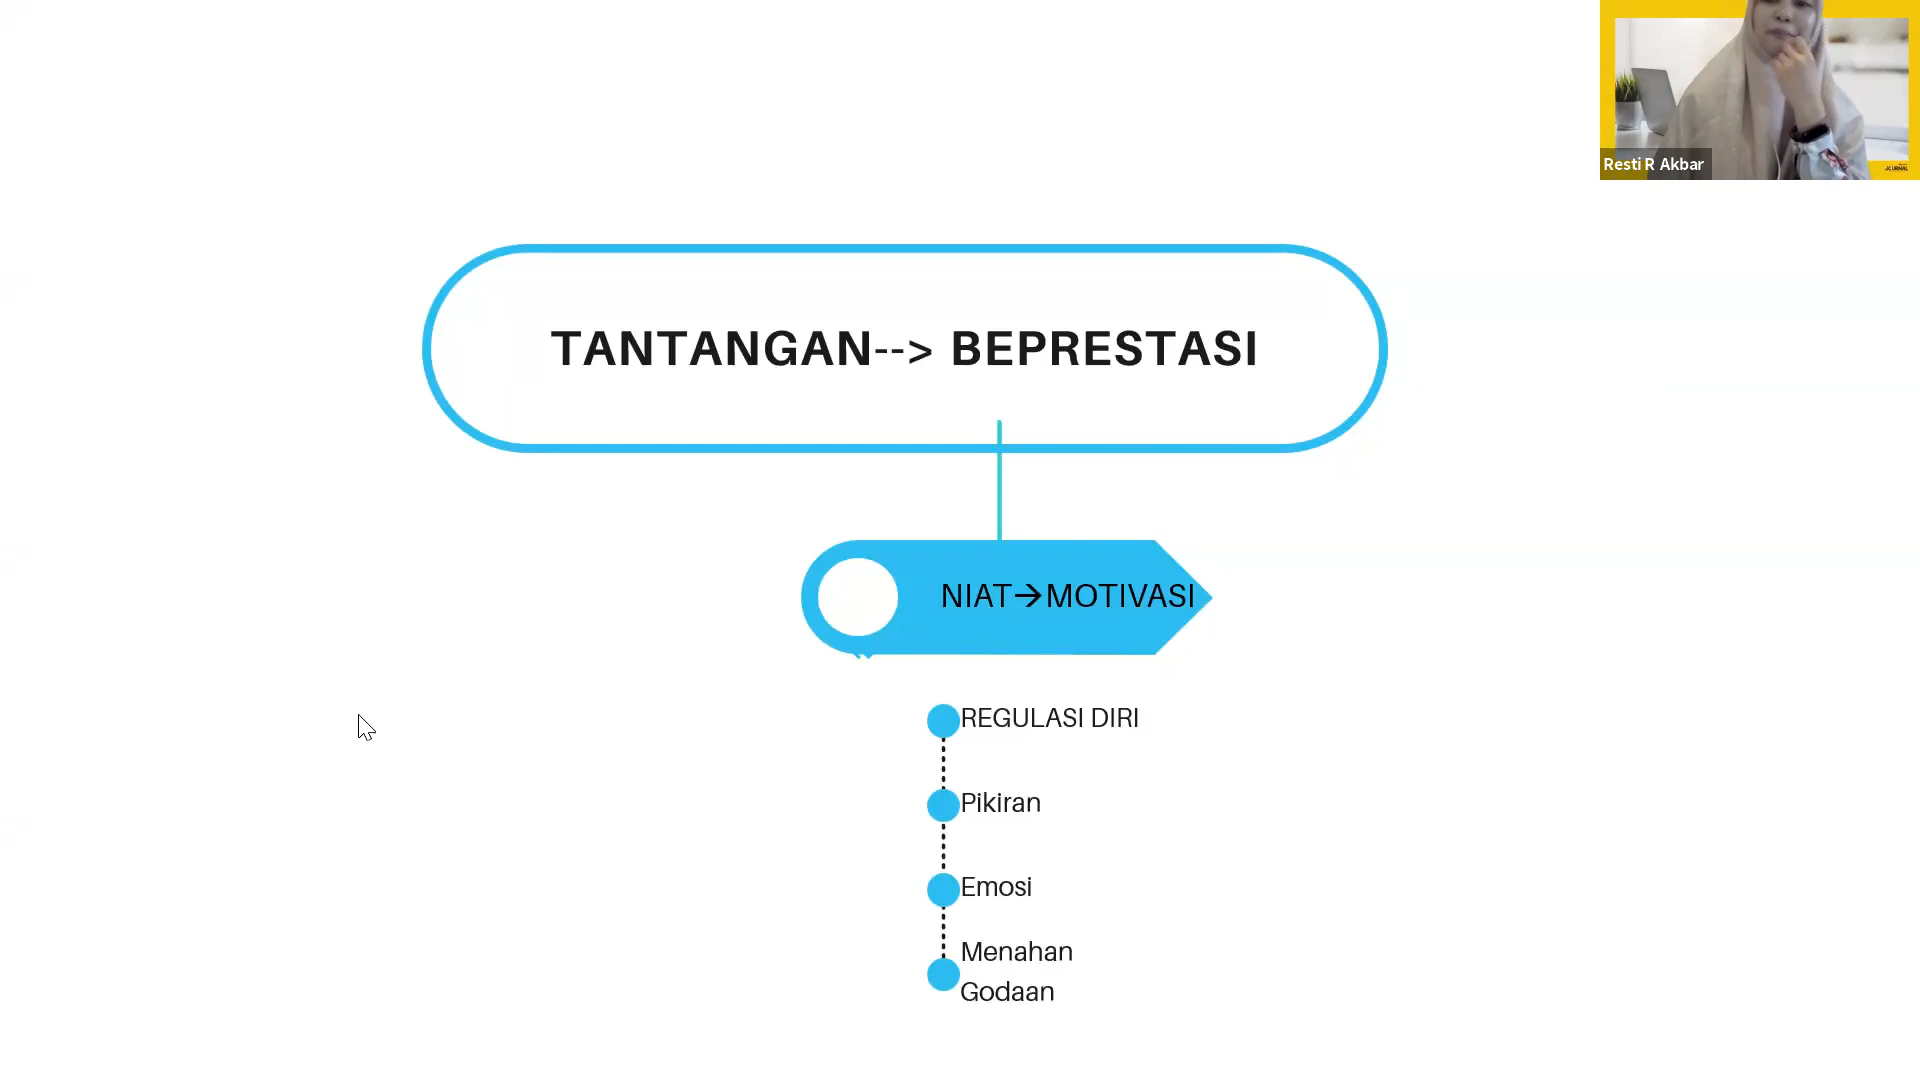 Resti R Akbar
TANTANGAN--> BEPRESTASI
NIAT→MOTIVASI
REGULASI DIRI
Pikiran
Emosi
Menahan
Godaan